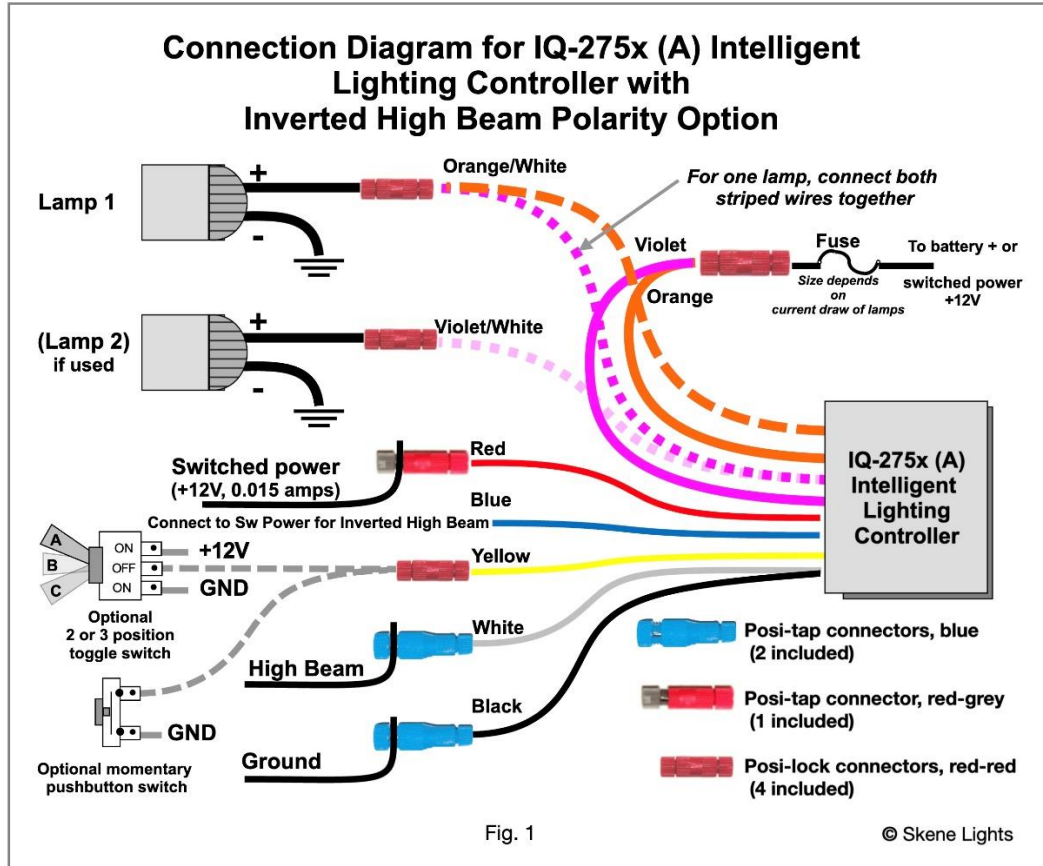 Connection Diagram for IQ-275x (A) Intelligent
Lighting Controller with
Inverted High Beam Polarity Option
Orange/White
For one lamp, connect both
striped wires together
+
Lamp 1
-
Violet
Fuse
To battery + or
switched power
+12V
Orange
Size depends
on
current draw of lamps
+
Violet/White
(Lamp 2)
if used
-
IQ-275x (A)
Intelligent
Lighting
Controller
Red
Switched power
(+12V, 0.015 amps)
Blue
Connect to Sw Power for Inverted High Beam
A
B
C
ON
OFF
ON
+12V
GND
Yellow
Optional
2 or 3 position
toggle switch
White
High Beam
Posi-tap connectors, blue
(2 included)
Black
GND
Ground
Posi-tap connector, red-grey
(1 included)
Optional momentary
pushbutton switch
Posi-lock connectors, red-red
(4 included)
Fig. 1
© Skene Lights